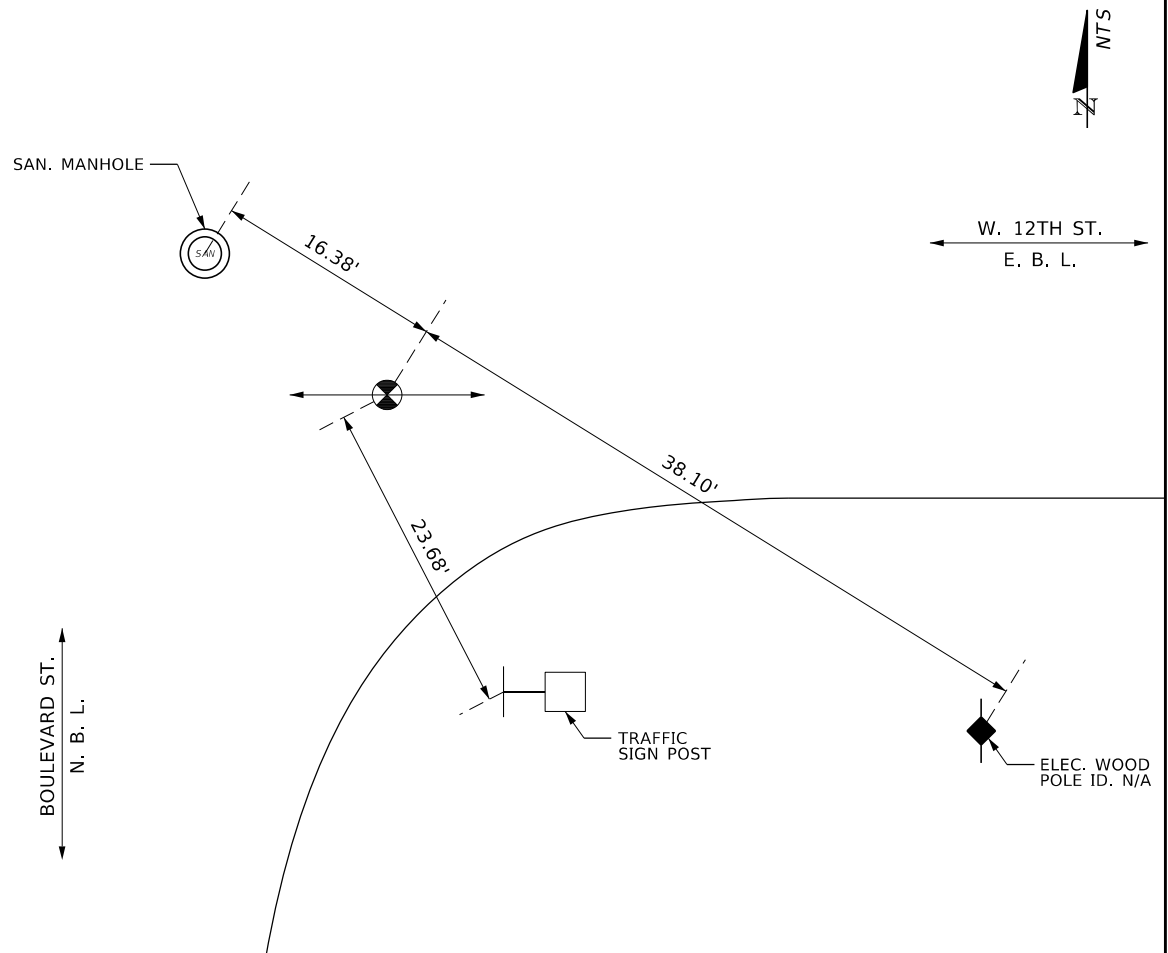 NTS
N
SAN. MANHOLE
SAN
16.38'
W. 12TH ST.
E. B. L.
38.10'
23.68'
BOULEVARD ST.
N. B. L.
TRAFFIC
SIGN POST
ELEC. WOOD
POLE ID. N/A